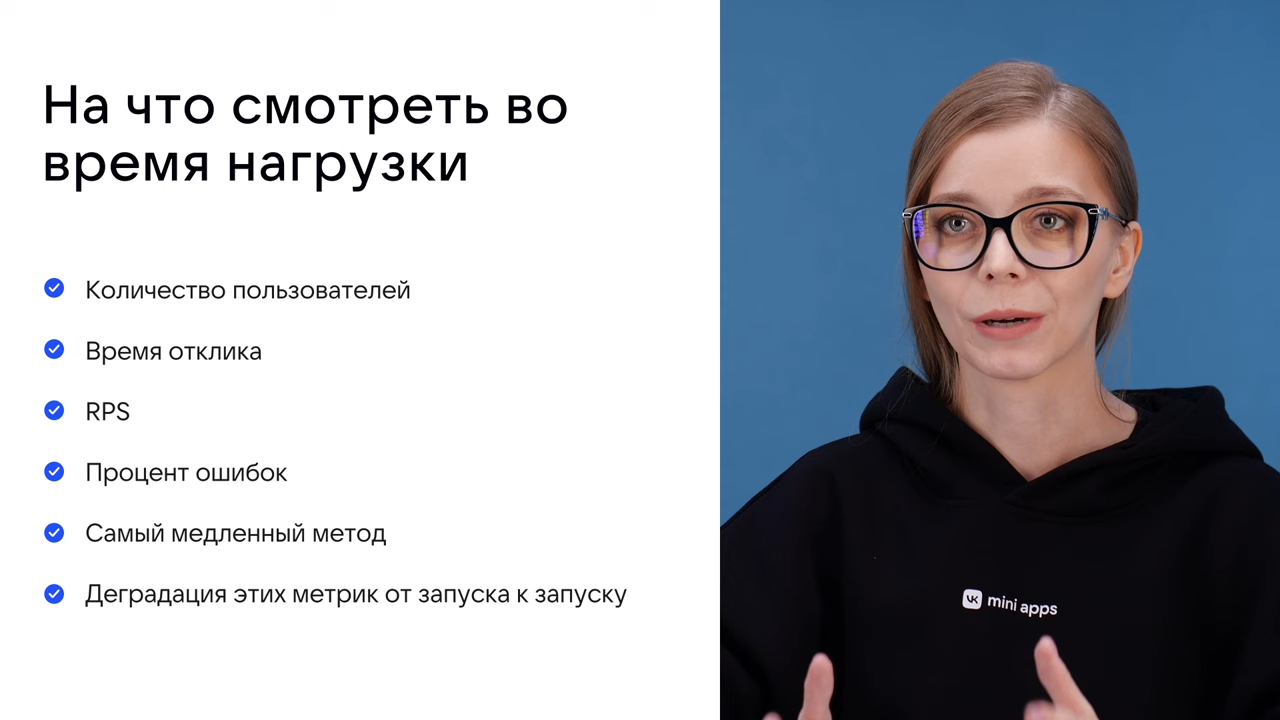 На что смотреть во
время нагрузки
Количество пользователей
Время отклика
RPS
Процент ошибок
Самый медленный метод
Деградация этих метрик от запуска к запуску
VK mini apps